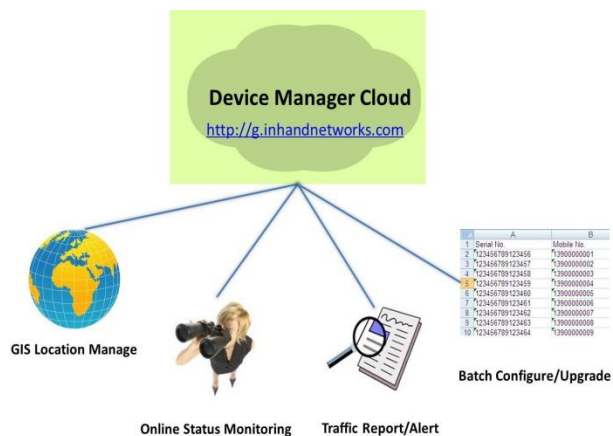 Device Manager Cloud
http://g.inhandnetworks.com
GIS Location Manage
Online Status Monitoring
Traffic Report/Alert
A B
1 Serial No. Mobile No.
2 123456789123456 13900000001
3 123456789123457 13900000002
4 123456789123458 13900000003
5 123456789123459 13900000004
6 123456789123460 13900000005
7 123456789123461 13900000006
8 123456789123462 13900000007
9 123456789123463 13900000008
10 123456789123464 13900000009
Batch Configure/Upgrade